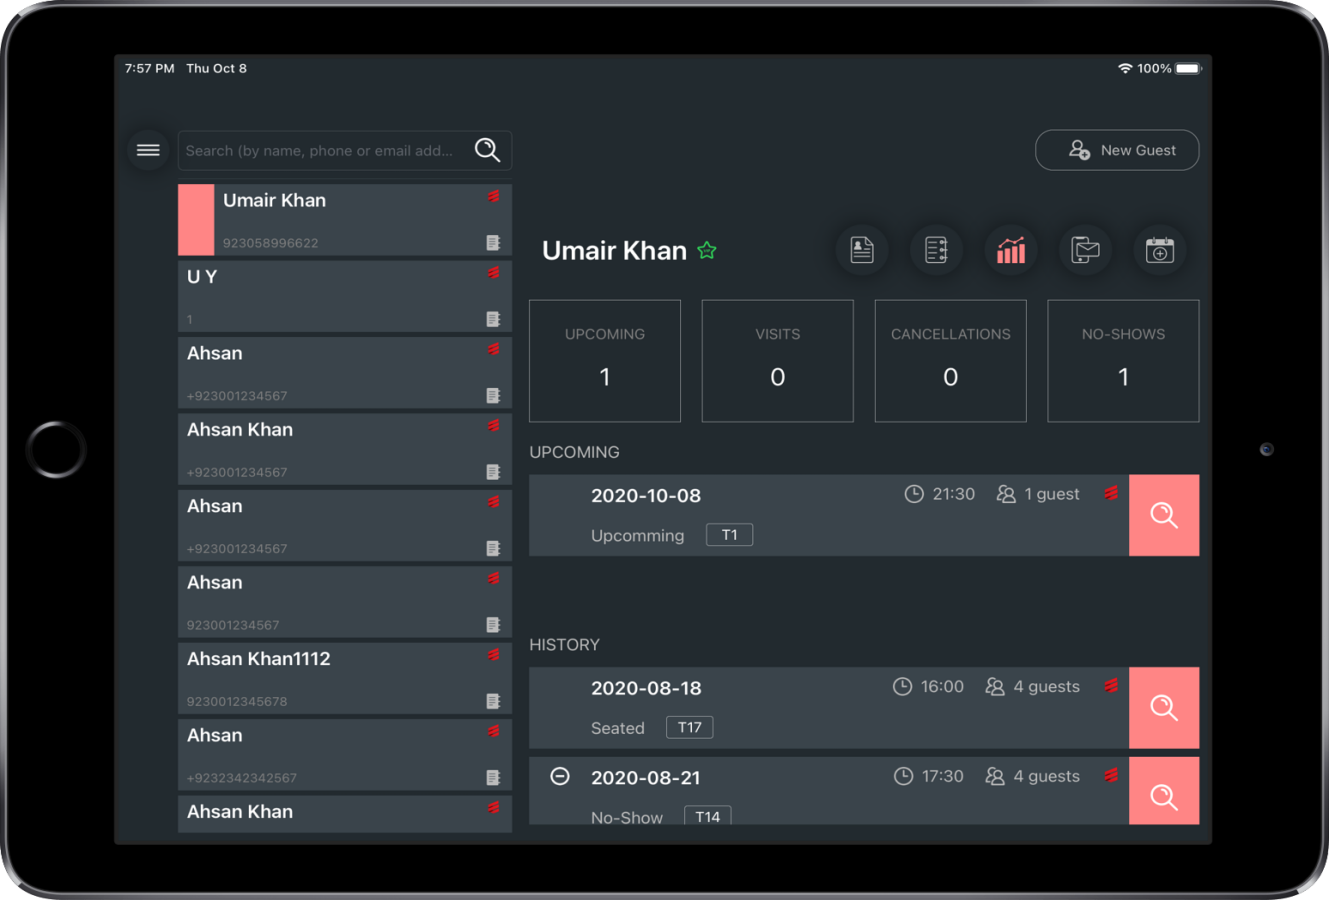 7:57 PM Thu Oct 8
100%
Search (by name, phone or email add...
New Guest
Umair Khan
923058996622
U Y
1
Ahsan
+923001234567
Ahsan Khan
+923001234567
Ahsan
+923001234567
Ahsan
923001234567
Ahsan Khan1112
9230012345678
Ahsan
+9232342342567
Ahsan Khan
Umair Khan
UPCOMING
1
VISITS
0
CANCELLATIONS
0
NO-SHOWS
1
UPCOMING
2020-10-08 21:30 1 guest
Upcomming T1
HISTORY
2020-08-18 16:00 4 guests
Seated T17
2020-08-21 17:30 4 guests
No-Show T14